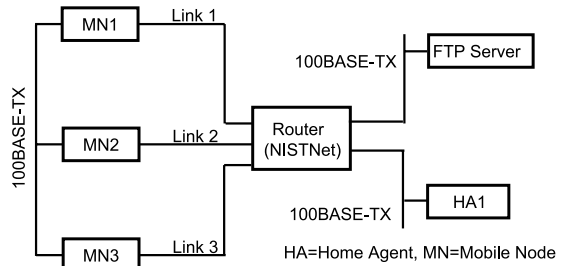 MN1
Link 1
100BASE-TX
FTP Server
100BASE-TX
MN2
Link 2
Router
(NISTNet)
100BASE-TX
HA1
MN3
Link 3
HA=Home Agent, MN=Mobile Node